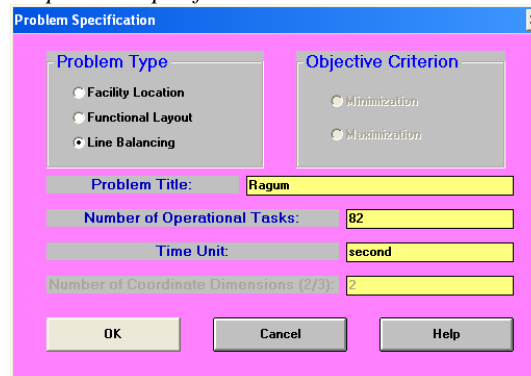 Problem Specification
Problem Type
Objective Criterion
Facility Location
Minimization
Functional Layout
Maximization
Line Balancing
Problem Title: Ragum
Number of Operational Tasks: 82
Time Unit: second
Number of Coordinate Dimensions (2/3): 2
OK Cancel Help